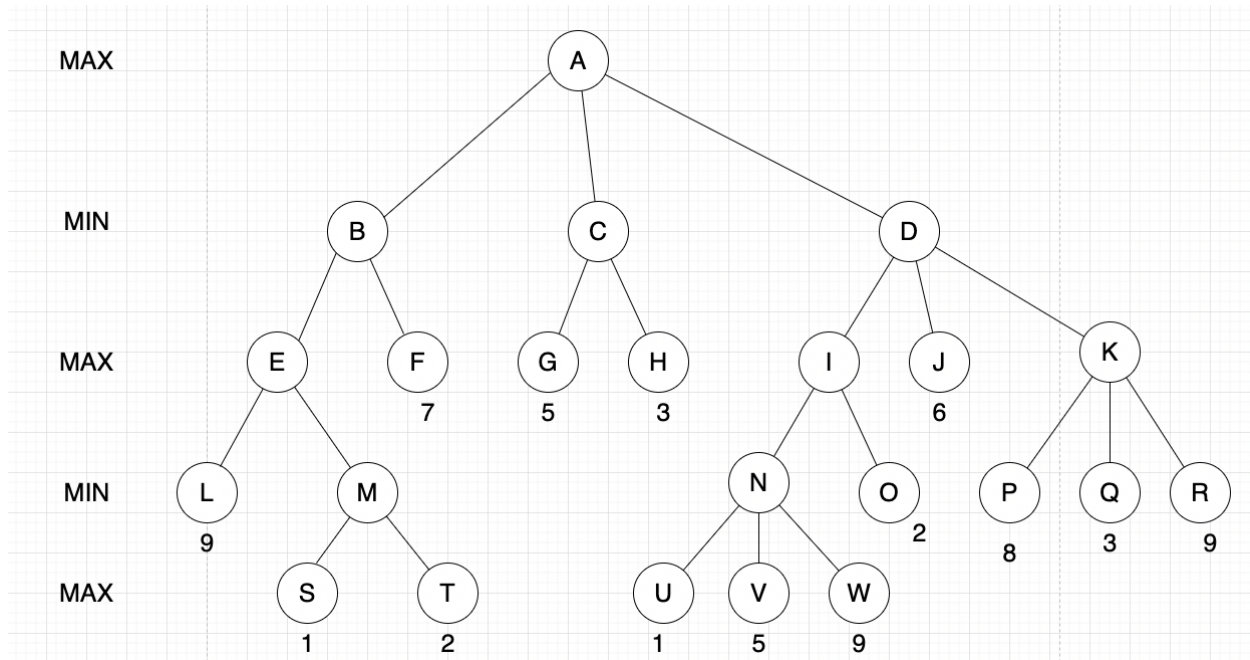 MAX A
MIN B C D
MAX E F G H I J K
7 5 3 6
MIN L M N O P Q R
9 2 8 3 9
MAX S T U V W
1 2 1 5 9